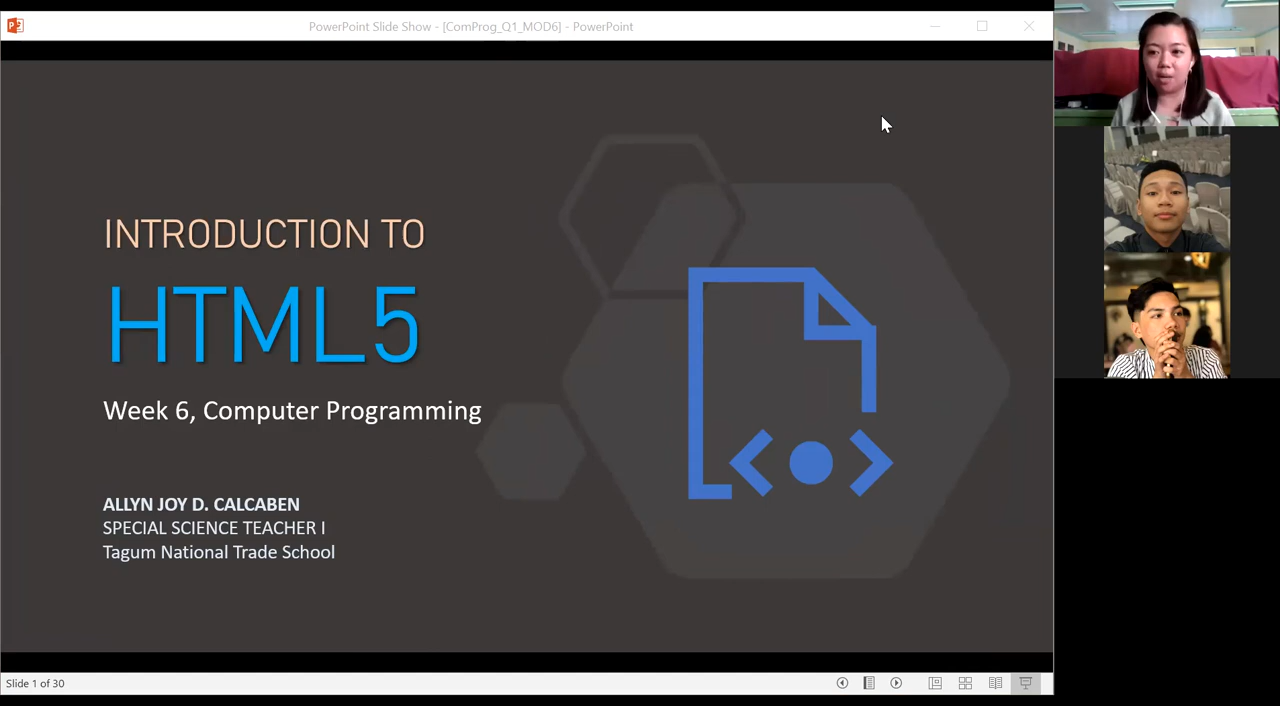 PowerPoint Slide Show - [ComProg_Q1_MOD6] - PowerPoint
INTRODUCTION TO
HTML5
Week 6, Computer Programming
ALLYN JOY D. CALCABEN
SPECIAL SCIENCE TEACHER I
Tagum National Trade School
Slide 1 of 30